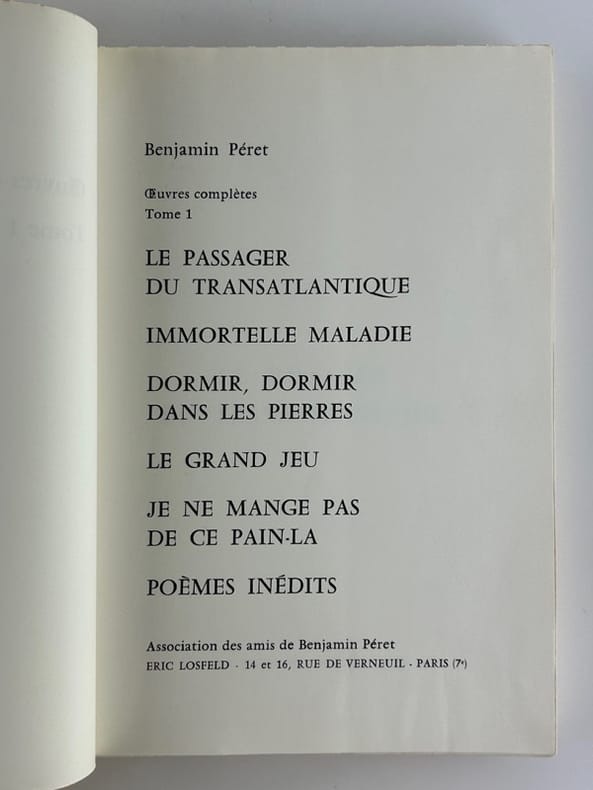 Benjamin Péret
Œuvres complètes
Tome 1
LE PASSAGER
DU TRANSATLANTIQUE
IMMORTELLE MALADIE
DORMIR, DORMIR
DANS LES PIERRES
LE GRAND JEU
JE NE MANGE PAS
DE CE PAIN-LA
POÈMES INÉDITS
Association des amis de Benjamin Péret
ERIC LOSFELD · 14 et 16, RUE DE VERNEUIL · PARIS (7ᵉ)